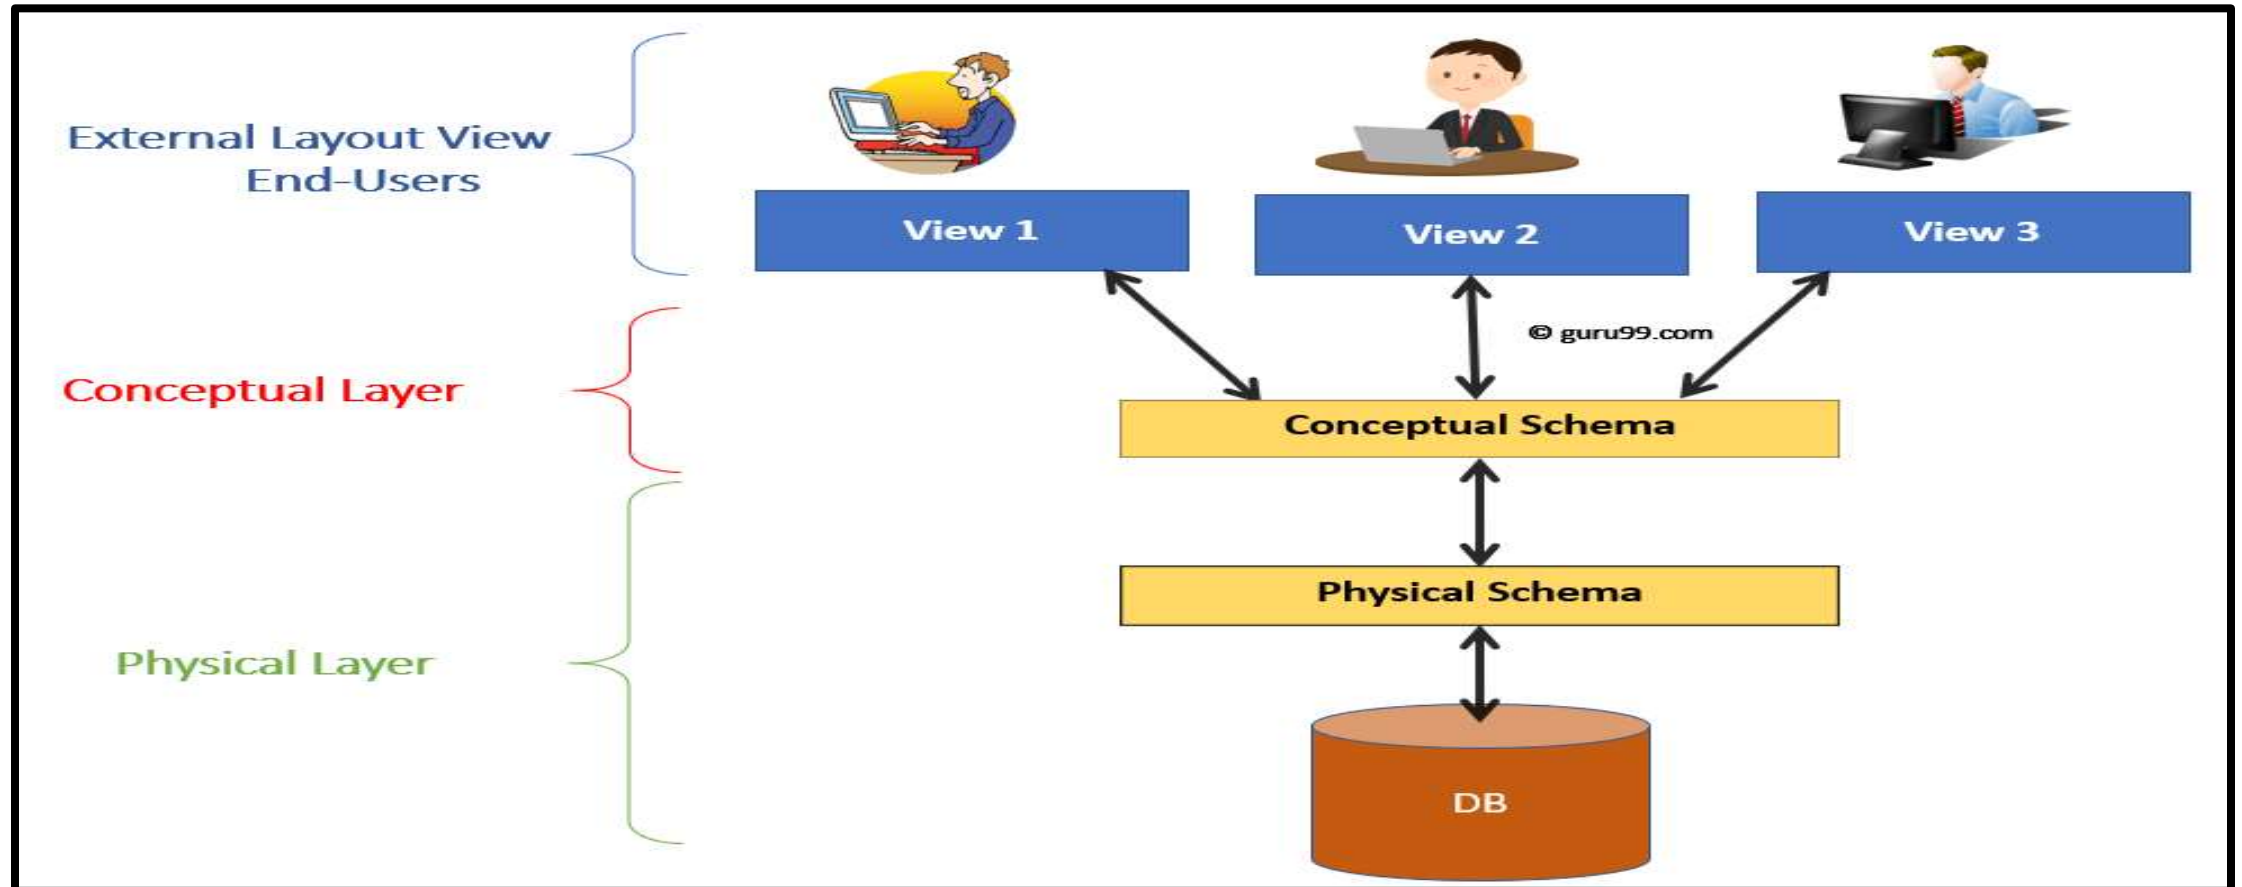 External Layout View
End-Users
View 1
View 2
View 3
© guru99.com
Conceptual Layer
Conceptual Schema
Physical Schema
Physical Layer
DB